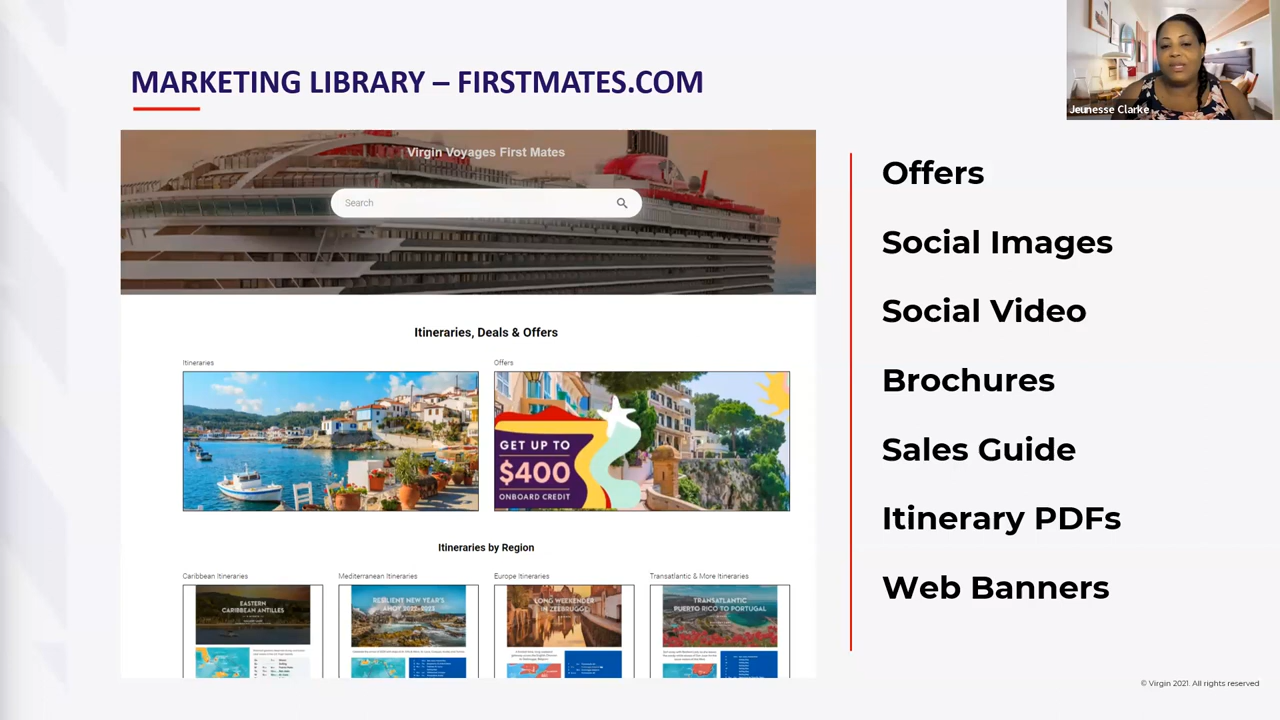 MARKETING LIBRARY – FIRSTMATES.COM
Jeunesse Clarke
Virgin Voyages First Mates
Search
Itineraries, Deals & Offers
Itineraries
Offers
GET UP TO
$400
ONBOARD CREDIT
Itineraries by Region
Caribbean Itineraries
Mediterranean Itineraries
Europe Itineraries
Transatlantic & More Itineraries
EASTERN
CARIBBEAN ANTILLES
RESILIENT NEW YEAR'S
AHOY 2022-2023
LONG WEEKENDER
IN ZEEBRUGGE
TRANSATLANTIC
PUERTO RICO TO PORTUGAL
Offers
Social Images
Social Video
Brochures
Sales Guide
Itinerary PDFs
Web Banners
© Virgin 2021. All rights reserved